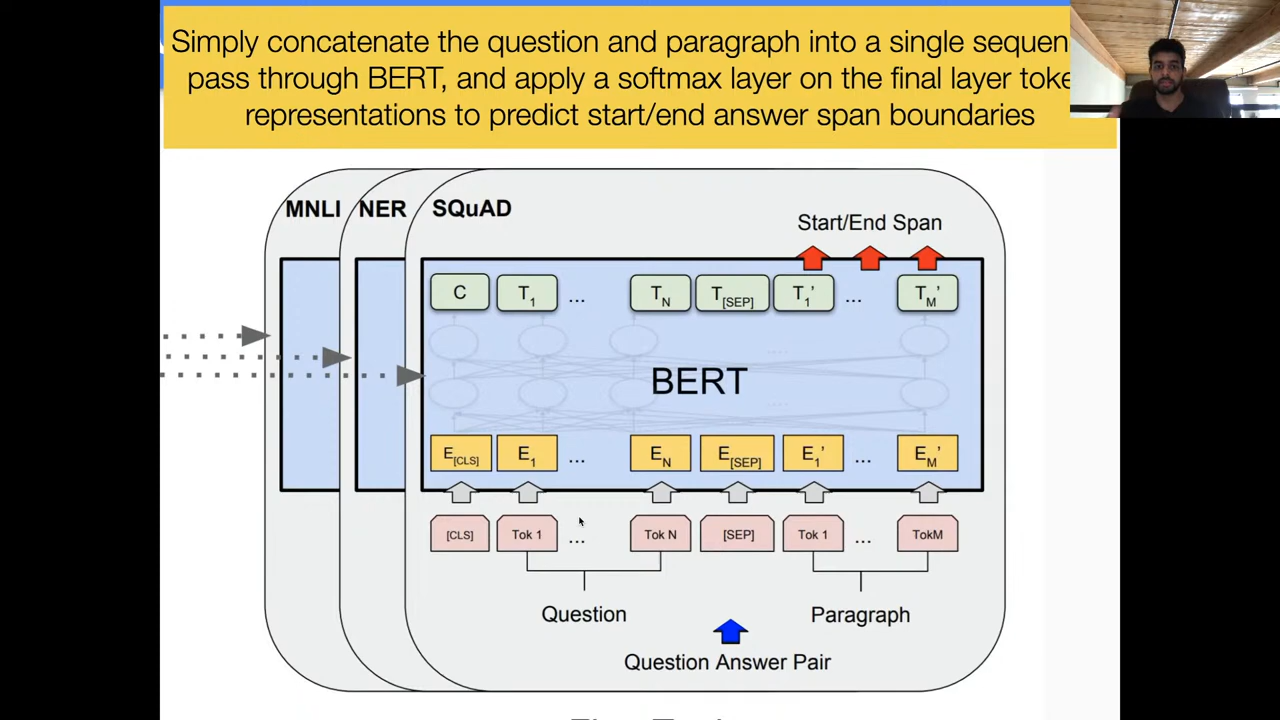 Simply concatenate the question and paragraph into a single
pass through BERT, and apply a softmax layer on the final layer
representations to predict start/end answer span boundaries
MNLI NER SQuAD
Start/End Span
C T1 ... TN T[SEP] T1' ... TM'
BERT
E[CLS] E1 ... EN E[SEP] E1' ... EM'
[CLS] Tok 1 ... Tok N [SEP] Tok 1 ... TokM
Question Paragraph
Question Answer Pair